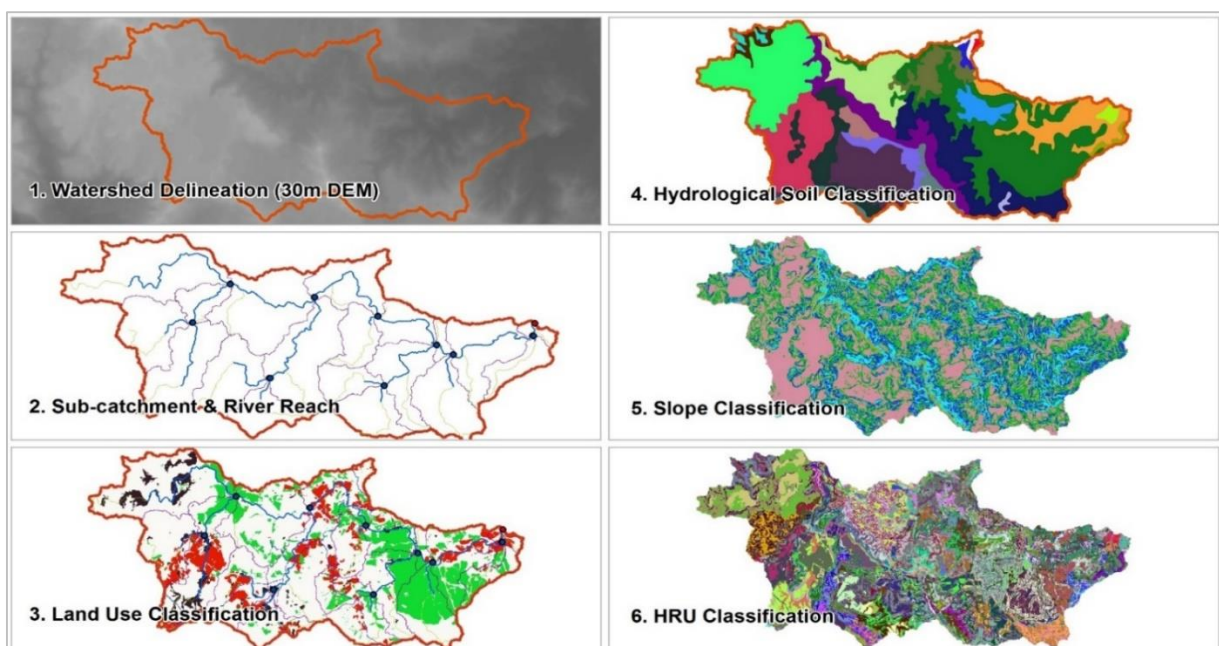 1. Watershed Delineation (30m DEM)
2. Sub-catchment & River Reach
3. Land Use Classification
4. Hydrological Soil Classification
5. Slope Classification
6. HRU Classification